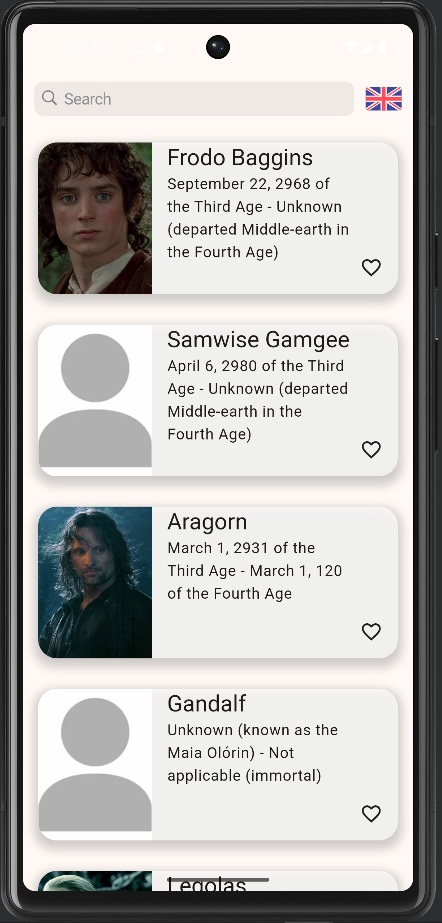 Search
Frodo Baggins
September 22, 2968 of
the Third Age - Unknown
(departed Middle-earth in
the Fourth Age)
Samwise Gamgee
April 6, 2980 of the Third
Age - Unknown (departed
Middle-earth in the
Fourth Age)
Aragorn
March 1, 2931 of the
Third Age - March 1, 120
of the Fourth Age
Gandalf
Unknown (known as the
Maia Olórin) - Not
applicable (immortal)
Legolas